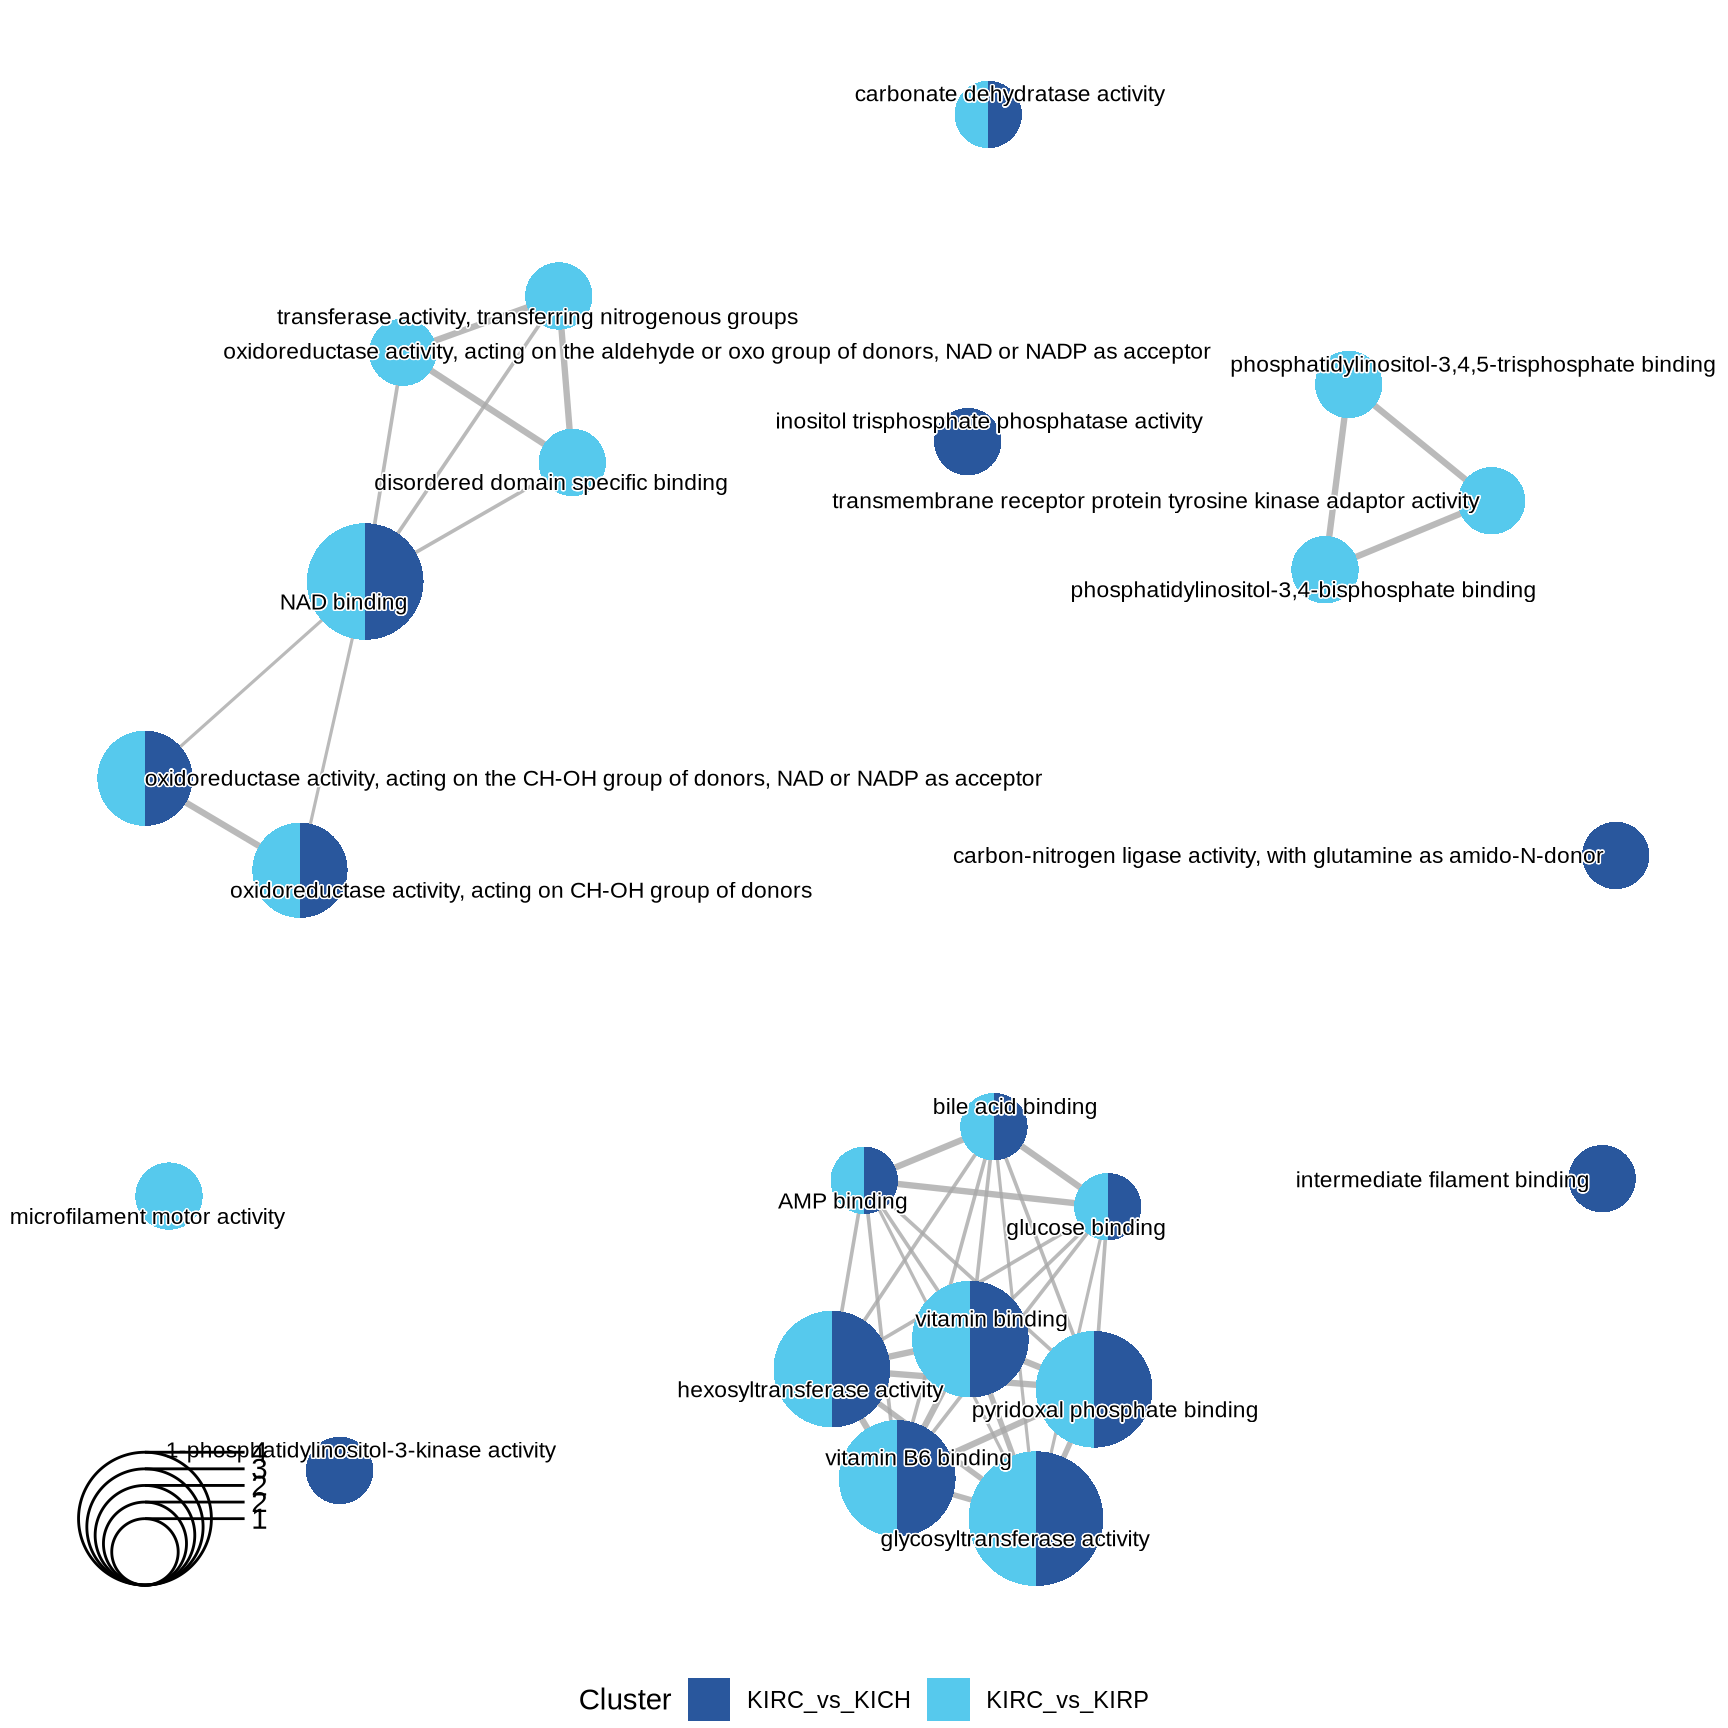 carbonate dehydratase activity
transferase activity, transferring nitrogenous groups
oxidoreductase activity, acting on the aldehyde or oxo group of donors, NAD or NADP as acceptor
phosphatidylinositol-3,4,5-trisphosphate binding
inositol trisphosphate phosphatase activity
disordered domain specific binding
transmembrane receptor protein tyrosine kinase adaptor activity
phosphatidylinositol-3,4-bisphosphate binding
NAD binding
oxidoreductase activity, acting on the CH-OH group of donors, NAD or NADP as acceptor
carbon-nitrogen ligase activity, with glutamine as amido-N-donor
oxidoreductase activity, acting on CH-OH group of donors
bile acid binding
intermediate filament binding
AMP binding
microfilament motor activity
glucose binding
vitamin binding
hexosyltransferase activity
pyridoxal phosphate binding
1-phosphatidylinositol-3-kinase activity
vitamin B6 binding
glycosyltransferase activity
4
3
2
2
1
Cluster KIRC_vs_KICH KIRC_vs_KIRP